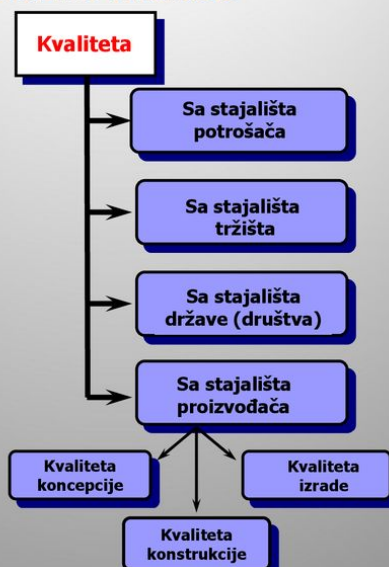 Kvaliteta
Sa stajališta
potrošača
Sa stajališta
tržišta
Sa stajališta
države (društva)
Sa stajališta
proizvođača
Kvaliteta
koncepcije
Kvaliteta
izrade
Kvaliteta
konstrukcije